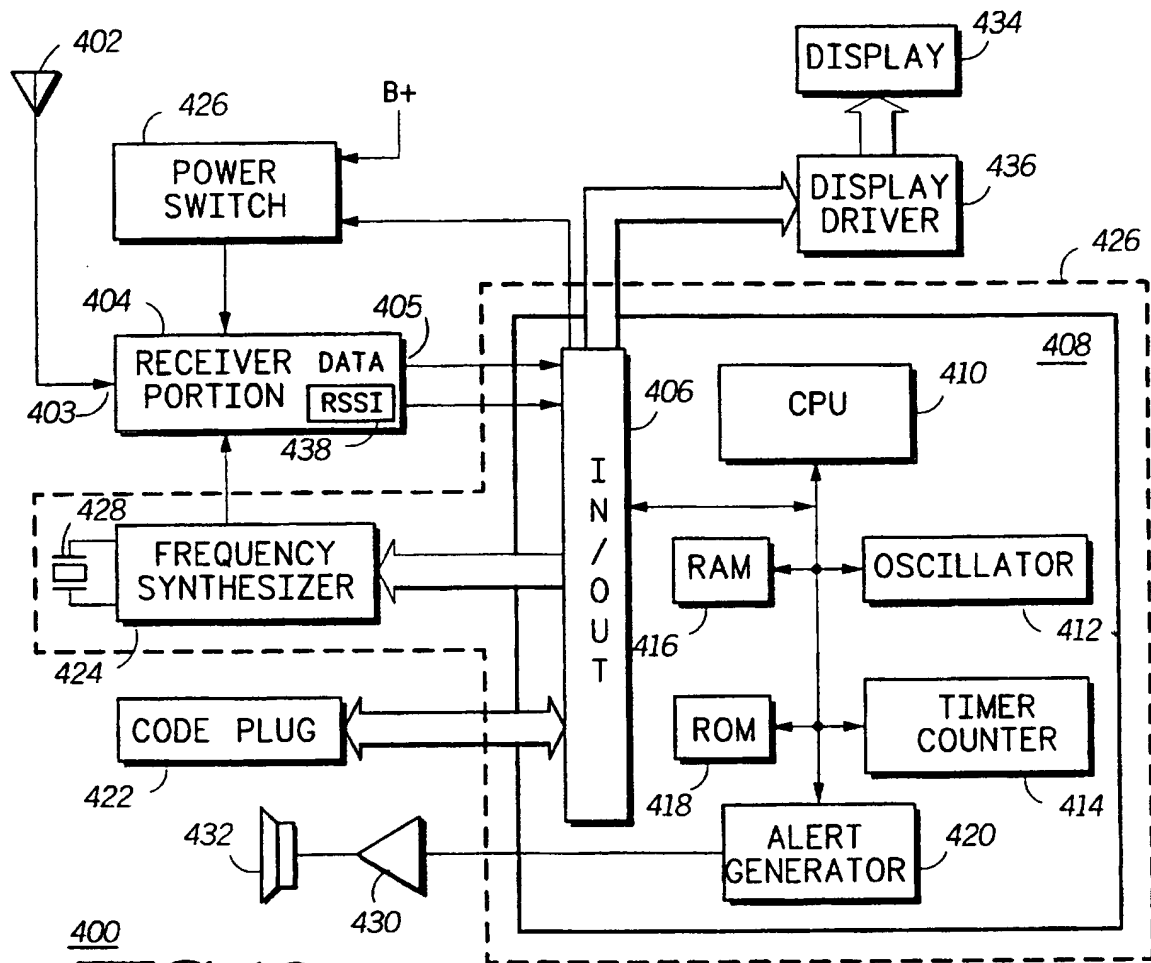 402
434
DISPLAY
B+
426
POWER
SWITCH
DISPLAY
DRIVER
436
426
404
405
RECEIVER
PORTION
DATA
RSSI
403
438
406
408
CPU
410
IN/OUT
428
FREQUENCY
SYNTHESIZER
424
RAM
416
OSCILLATOR
412
CODE PLUG
422
ROM
418
TIMER
COUNTER
414
432
430
ALERT
GENERATOR
420
400